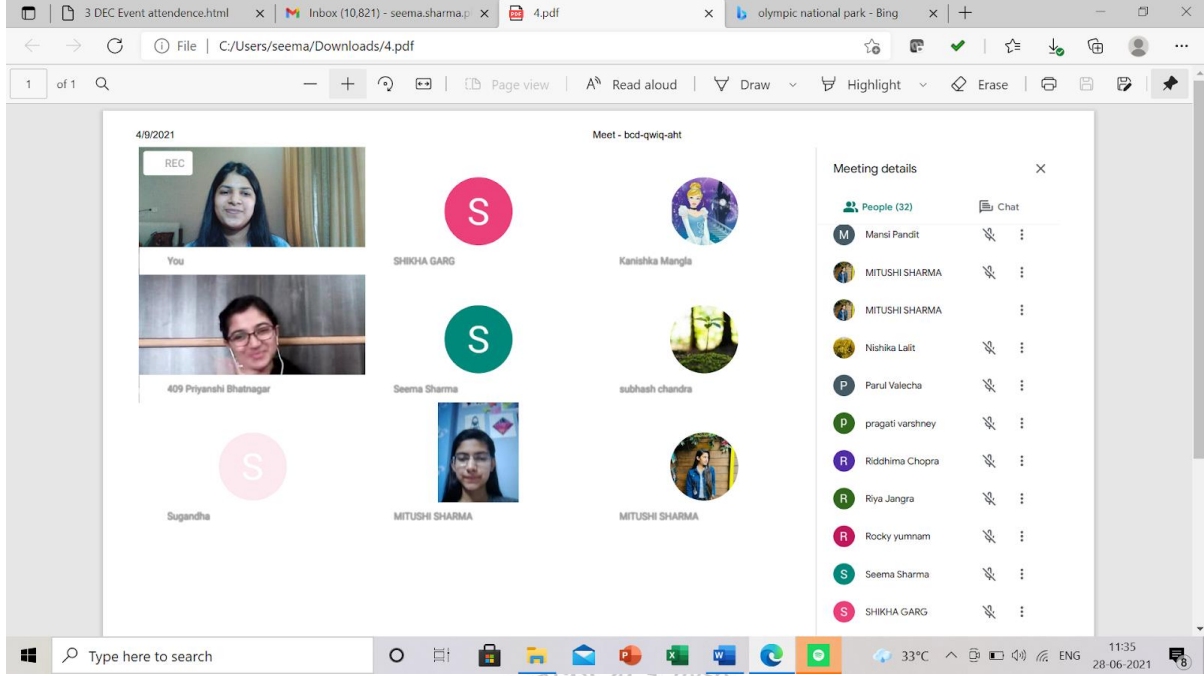 3 DEC Event attendence.html
Inbox (10,821) - seema.sharma.p
4.pdf
olympic national park - Bing
File | C:/Users/seema/Downloads/4.pdf
1 of 1
Page view
Read aloud
Draw
Highlight
Erase
4/9/2021
Meet - bcd-qwiq-aht
REC
S
You
SHIKHA GARG
Kanishka Mangla
S
409 Priyanshi Bhatnagar
Seema Sharma
subhash chandra
S
Sugandha
MITUSHI SHARMA
MITUSHI SHARMA
Meeting details
People (32)
Chat
M Mansi Pandit
MITUSHI SHARMA
MITUSHI SHARMA
Nishika Lalit
P Parul Valecha
p pragati varshney
R Riddhima Chopra
R Riya Jangra
R Rocky yumnam
S Seema Sharma
S SHIKHA GARG
Type here to search
33°C
ENG
11:35
28-06-2021
8